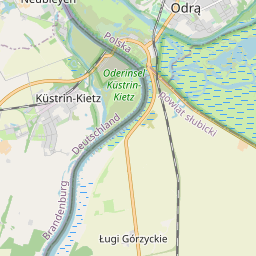 Neubleyen
Odrą
Polska
Oderinsel
Küstrin-
Kietz
Küstrin-Kietz
powiat słubicki
Deutschland
Brandenburg
Ługi Górzyckie